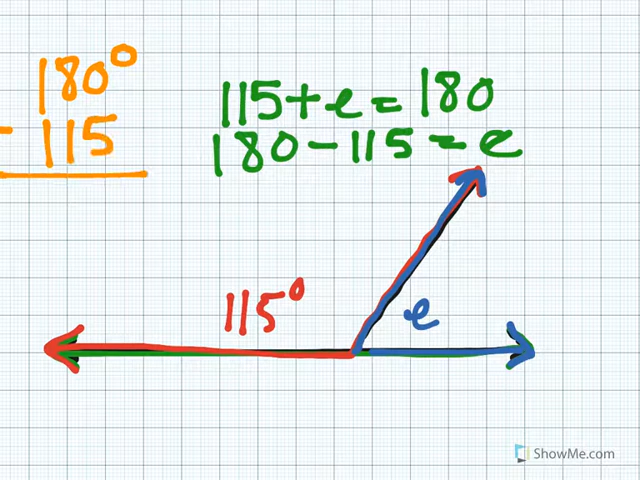 180°
- 115
115 + e = 180
180 - 115 = e
115°
e
ShowMe.com